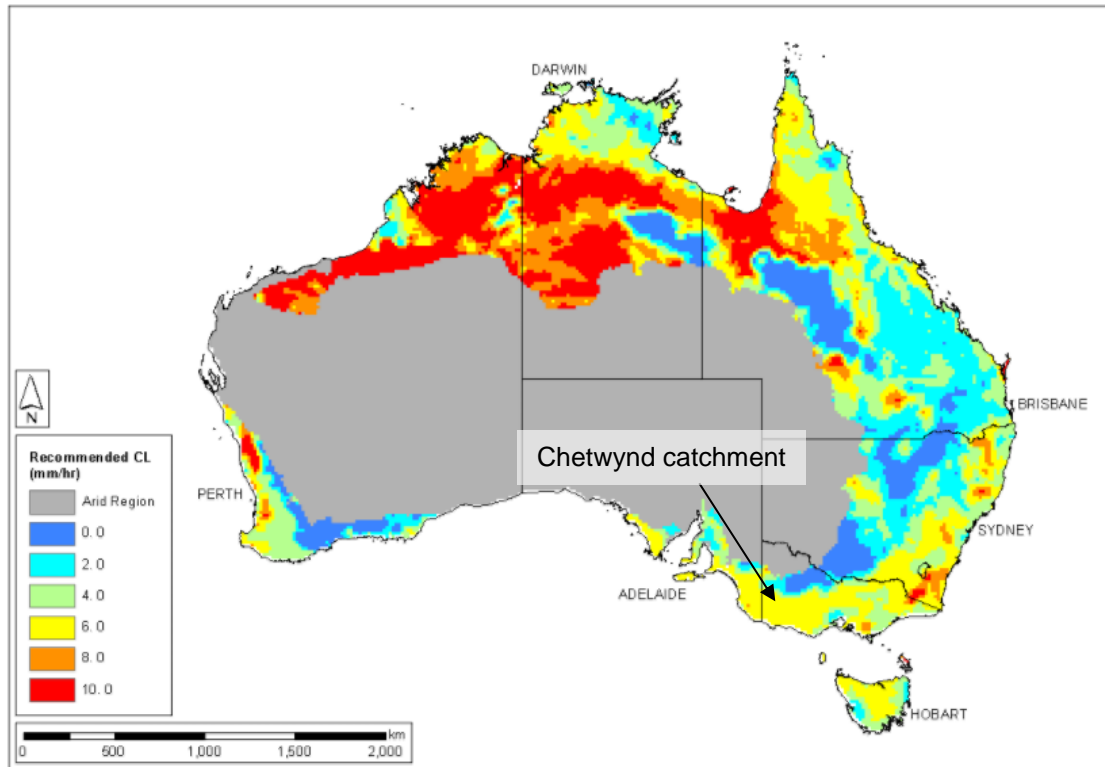 DARWIN
BRISBANE
Chetwynd catchment
PERTH
SYDNEY
ADELAIDE
HOBART
N
Recommended CL
(mm/hr)
Arid Region
0.0
2.0
4.0
6.0
8.0
10.0
km
0 500 1,000 1,500 2,000